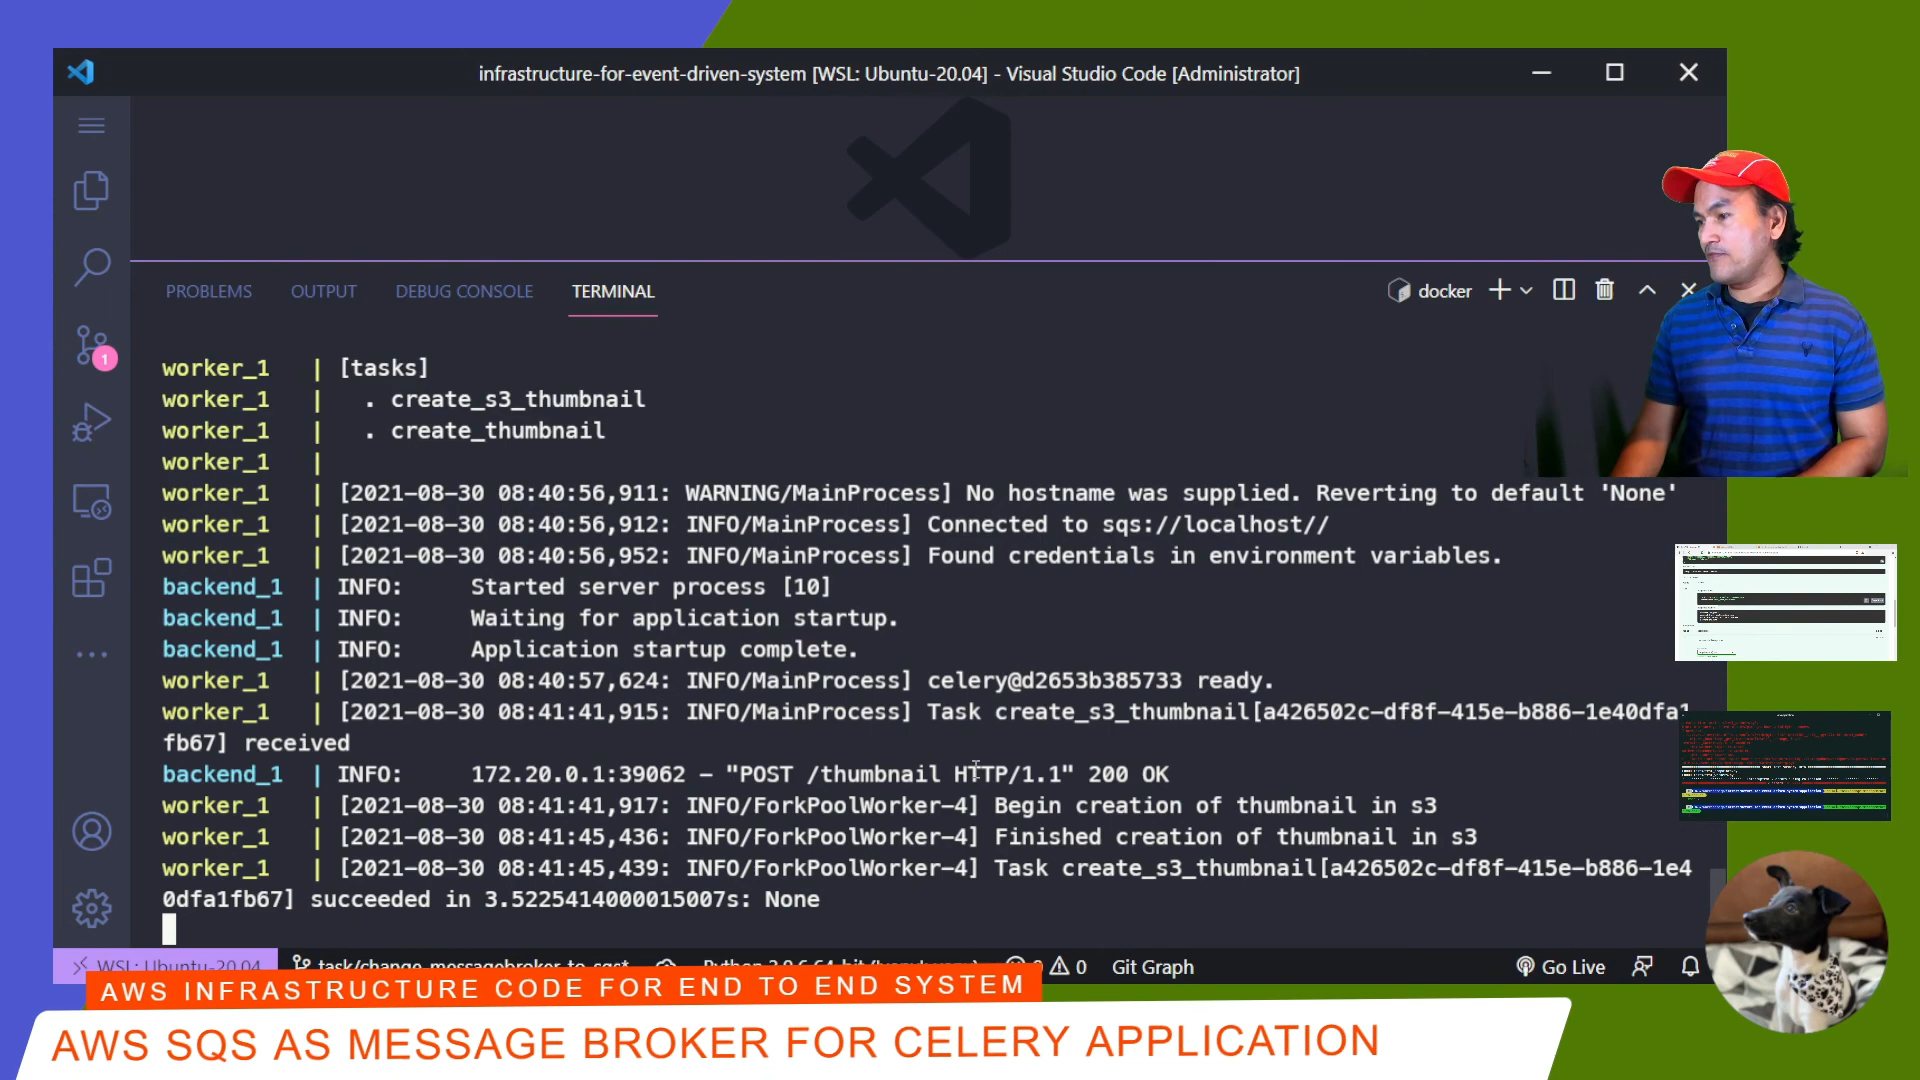 infrastructure-for-event-driven-system [WSL: Ubuntu-20.04] - Visual Studio Code [Administrator]
PROBLEMS OUTPUT DEBUG CONSOLE TERMINAL docker
1
worker_1 | [tasks]
worker_1 | . create_s3_thumbnail
worker_1 | . create_thumbnail
worker_1 |
worker_1 | [2021-08-30 08:40:56,911: WARNING/MainProcess] No hostname was supplied. Reverting to default 'None'
worker_1 | [2021-08-30 08:40:56,912: INFO/MainProcess] Connected to sqs://localhost//
worker_1 | [2021-08-30 08:40:56,952: INFO/MainProcess] Found credentials in environment variables.
backend_1 | INFO: Started server process [10]
backend_1 | INFO: Waiting for application startup.
backend_1 | INFO: Application startup complete.
worker_1 | [2021-08-30 08:40:57,624: INFO/MainProcess] celery@d2653b385733 ready.
worker_1 | [2021-08-30 08:41:41,915: INFO/MainProcess] Task create_s3_thumbnail[a426502c-df8f-415e-b886-1e40dfa1
fb67] received
backend_1 | INFO: 172.20.0.1:39062 – "POST /thumbnail HTTP/1.1" 200 OK
worker_1 | [2021-08-30 08:41:41,917: INFO/ForkPoolWorker-4] Begin creation of thumbnail in s3
worker_1 | [2021-08-30 08:41:45,436: INFO/ForkPoolWorker-4] Finished creation of thumbnail in s3
worker_1 | [2021-08-30 08:41:45,439: INFO/ForkPoolWorker-4] Task create_s3_thumbnail[a426502c-df8f-415e-b886-1e4
0dfa1fb67] succeeded in 3.522541400015007s: None
WSL: Ubuntu-20.04 task/change-messagebroker-to-sqs* 0 Git Graph Go Live
AWS INFRASTRUCTURE CODE FOR END TO END SYSTEM
AWS SQS AS MESSAGE BROKER FOR CELERY APPLICATION